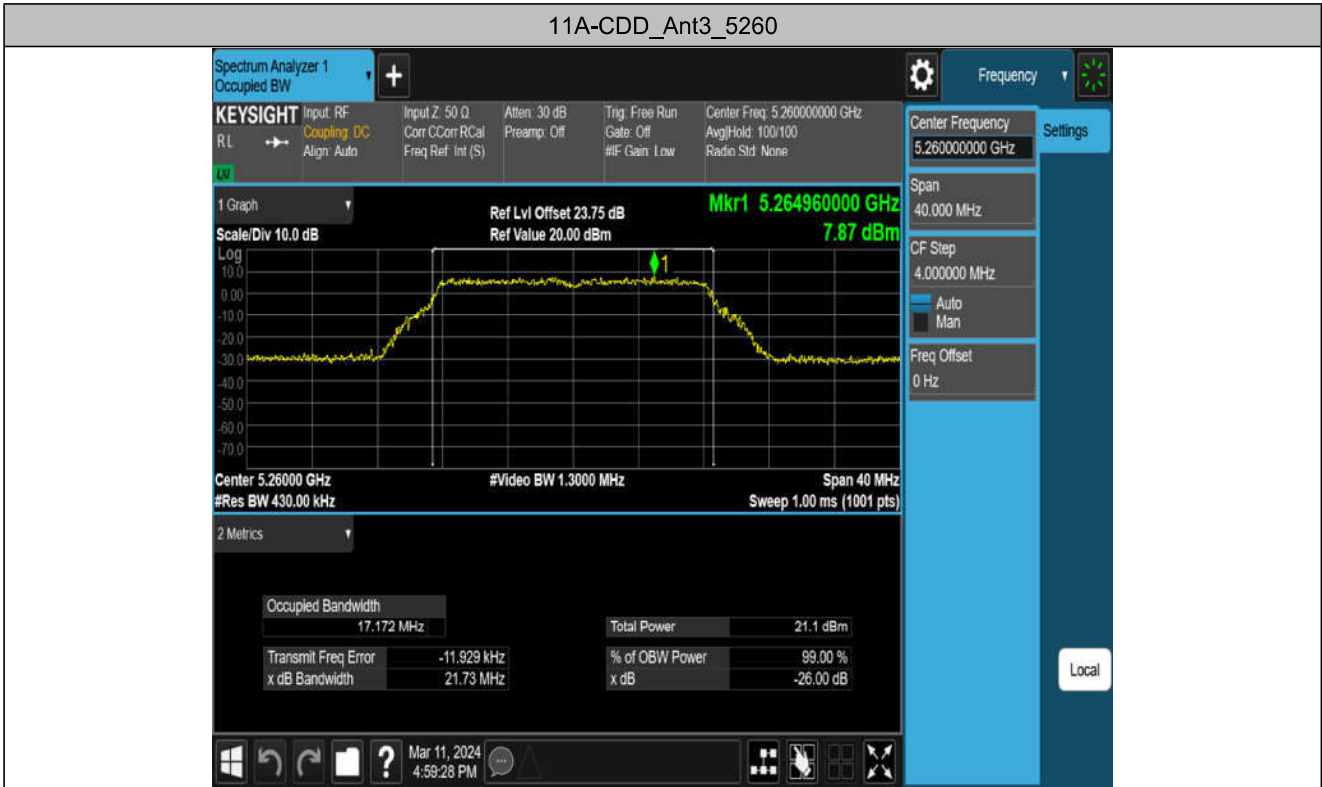 11A-CDD_Ant3_5260
Spectrum Analyzer 1
Occupied BW
+
Frequency
KEYSIGHT
R L
LXI
Input: RF
Coupling: DC
Align: Auto
Input Z: 50 Ω
Corr CCorr RCal
Freq Ref: Int (S)
Atten: 30 dB
Preamp: Off
Trig: Free Run
Gate: Off
#IF Gain: Low
Center Freq: 5.260000000 GHz
Avg|Hold: 100/100
Radio Std: None
Center Frequency
5.260000000 GHz
Settings
Span
40.000 MHz
CF Step
4.000000 MHz
Auto
Man
Freq Offset
0 Hz
Local
1 Graph
Scale/Div 10.0 dB
Ref Lvl Offset 23.75 dB
Ref Value 20.00 dBm
Mkr1 5.264960000 GHz
7.87 dBm
Log
10.0
0.00
-10.0
-20.0
-30.0
-40.0
-50.0
-60.0
-70.0
1
Center 5.26000 GHz
#Video BW 1.3000 MHz
Span 40 MHz
#Res BW 430.00 kHz
Sweep 1.00 ms (1001 pts)
2 Metrics
Occupied Bandwidth
17.172 MHz
Total Power 21.1 dBm
Transmit Freq Error -11.929 kHz
% of OBW Power 99.00 %
x dB Bandwidth 21.73 MHz
x dB -26.00 dB
?
Mar 11, 2024
4:59:28 PM